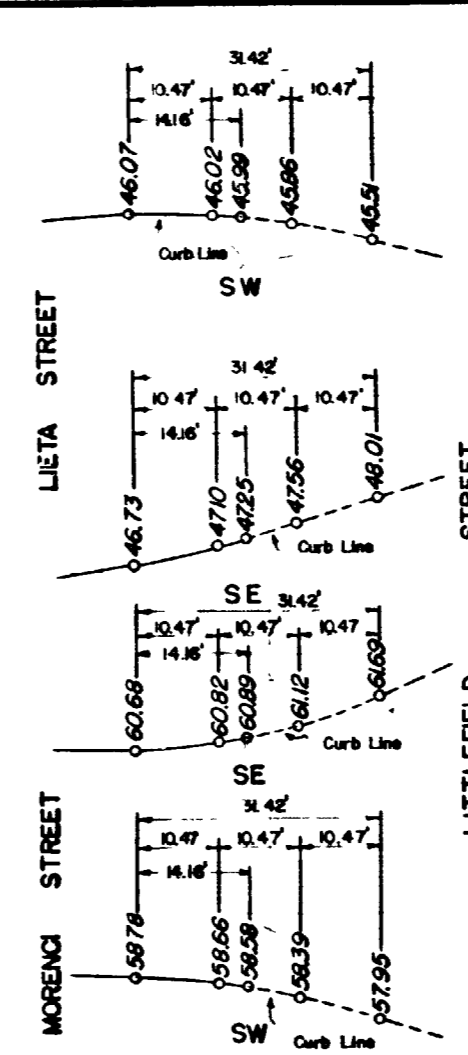 31.42'
10.47' 10.47' 10.47'
14.16'
46.07 46.02 45.99 45.86 45.51
Curb Line
SW
LIETA STREET
31.42'
10.47' 10.47' 10.47'
14.16'
46.73 47.10 47.25 47.56 48.01
Curb Line
SE
STREET
31.42'
10.47' 10.47' 10.47
14.16'
60.68 60.82 60.89 61.12 61.69
Curb Line
SE
MORENCI STREET
31.42'
10.47 10.47' 10.47'
14.16'
58.78 58.66 58.58 58.39 57.95
SW
Curb Line